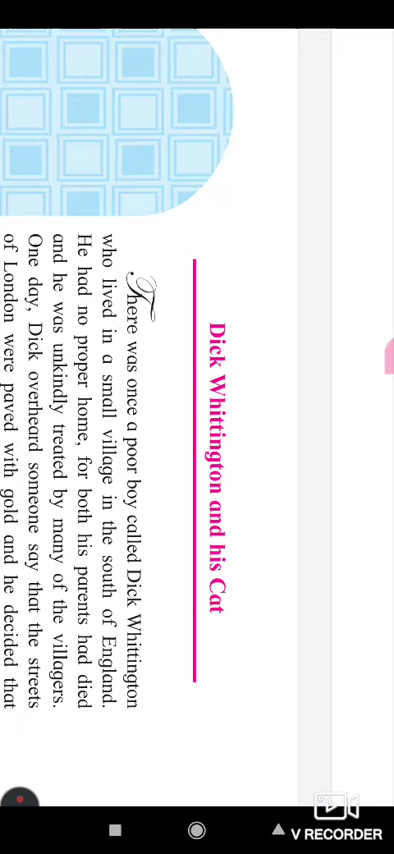 Dick Whittington and his Cat
There was once a poor boy called Dick Whittington
who lived in a small village in the south of England.
He had no proper home, for both his parents had died
and he was unkindly treated by many of the villagers.
One day, Dick overheard someone say that the streets
of London were paved with gold and he decided that
V RECORDER